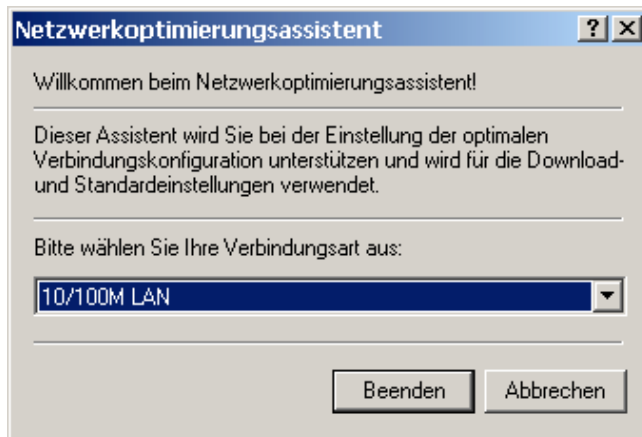 Netzwerkoptimierungsassistent
Willkommen beim Netzwerkoptimierungsassistent!
Dieser Assistent wird Sie bei der Einstellung der optimalen
Verbindungskonfiguration unterstützen und wird für die Download-
und Standardeinstellungen verwendet.
Bitte wählen Sie Ihre Verbindungsart aus:
10/100M LAN
Beenden Abbrechen